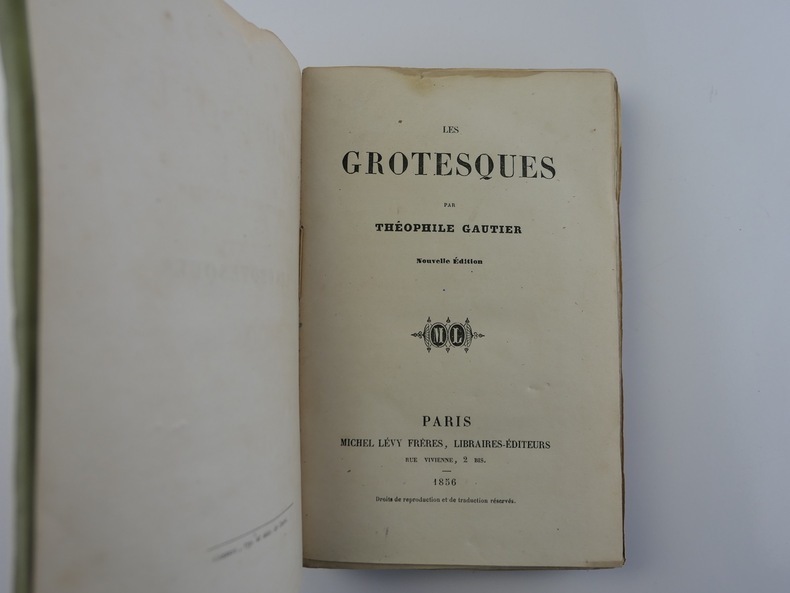 LES
GROTESQUES
PAR
THÉOPHILE GAUTIER
Nouvelle Édition
ML
PARIS
MICHEL LÉVY FRÈRES, LIBRAIRES-ÉDITEURS
RUE VIVIENNE, 2 BIS.
1856
Droits de reproduction et de traduction réservés.